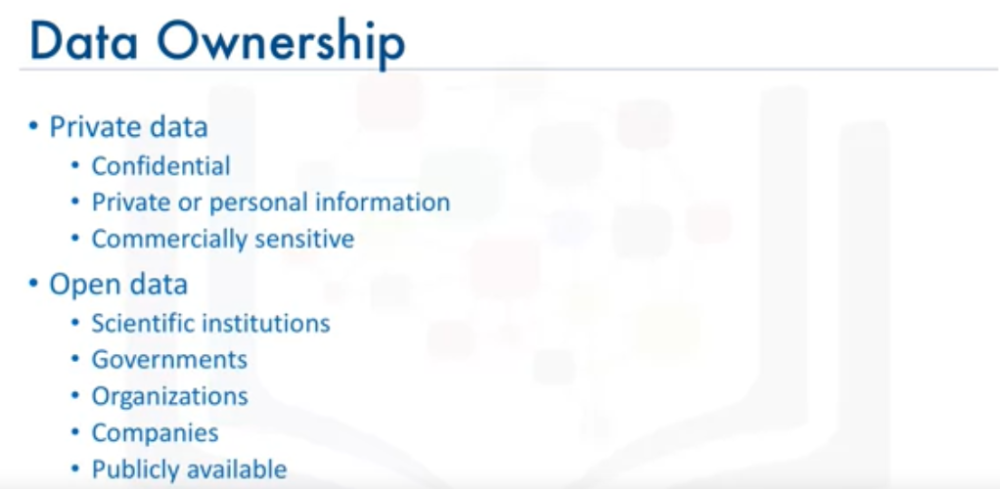 Data Ownership
• Private data
• Confidential
• Private or personal information
• Commercially sensitive
• Open data
• Scientific institutions
• Governments
• Organizations
• Companies
• Publicly available